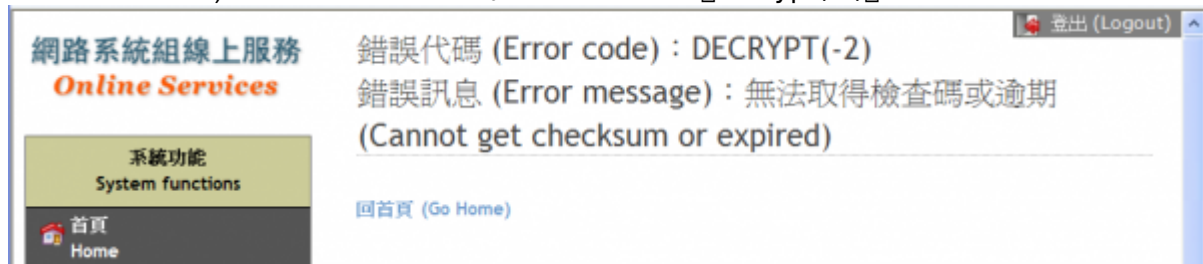 登出 (Logout)
網路系統組線上服務
Online Services
錯誤代碼 (Error code)：DECRYPT(-2)
錯誤訊息 (Error message)：無法取得檢查碼或逾期
(Cannot get checksum or expired)
回首頁 (Go Home)
系統功能
System functions
首頁
Home